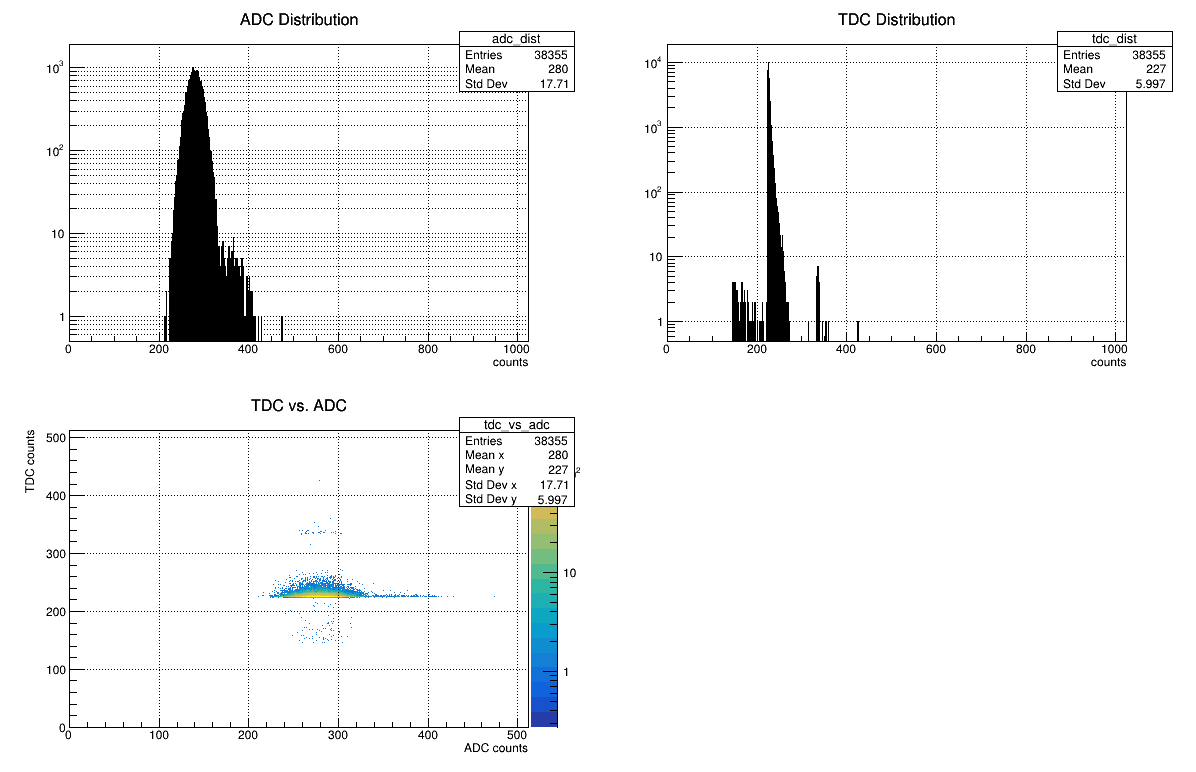 ADC Distribution
adc_dist
Entries 38355
Mean 280
Std Dev 17.71
10³
10²
10
1
0 200 400 600 800 1000
counts
TDC Distribution
tdc_dist
Entries 38355
Mean 227
Std Dev 5.997
10⁴
10³
10²
10
1
0 200 400 600 800 1000
counts
TDC vs. ADC
tdc_vs_adc
Entries 38355
Mean x 280
Mean y 227
Std Dev x 17.71
Std Dev y 5.997
TDC counts
500
400
300
200
100
0
0 100 200 300 400 500
ADC counts
10
1